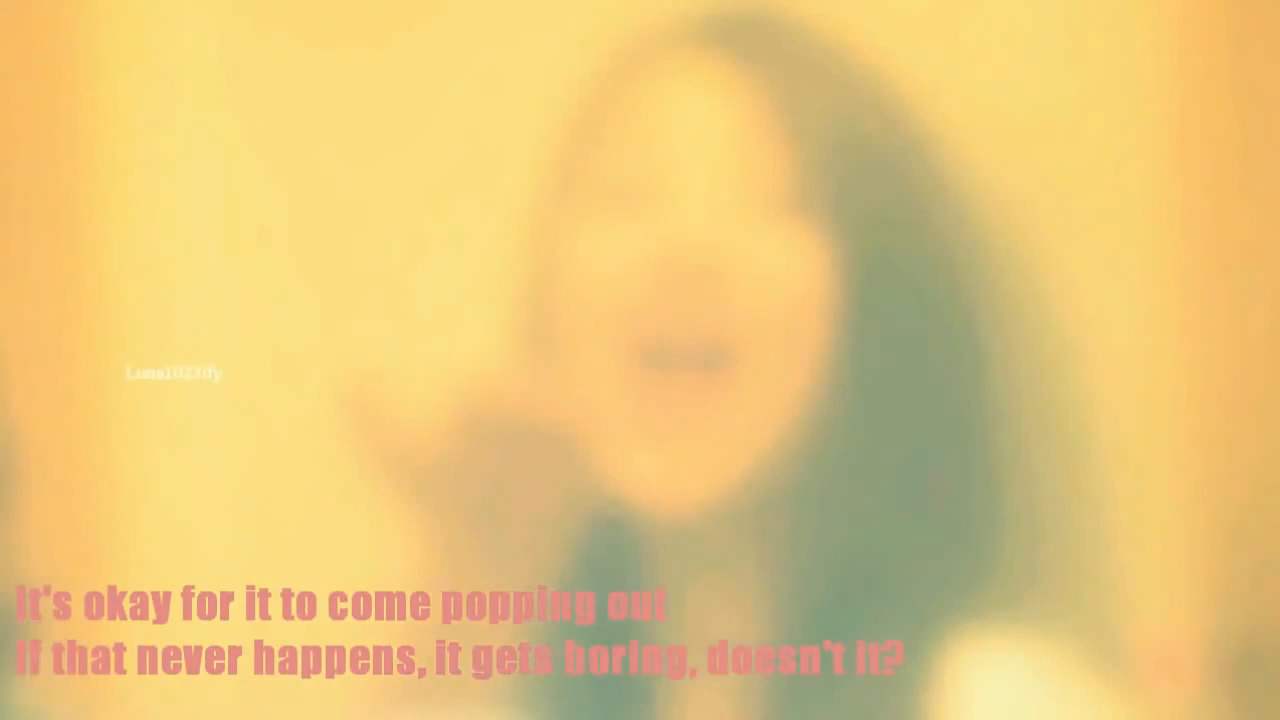 It's okay for it to come popping out
If that never happens, it gets boring, doesn't it?